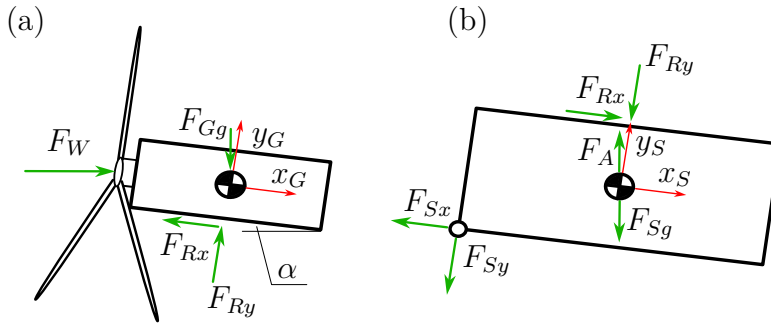 (a)
F_W
F_{Gg}
y_G
x_G
F_{Rx}
F_{Ry}
α
(b)
F_{Ry}
F_{Rx}
F_A
y_S
x_S
F_{Sx}
F_{Sg}
F_{Sy}